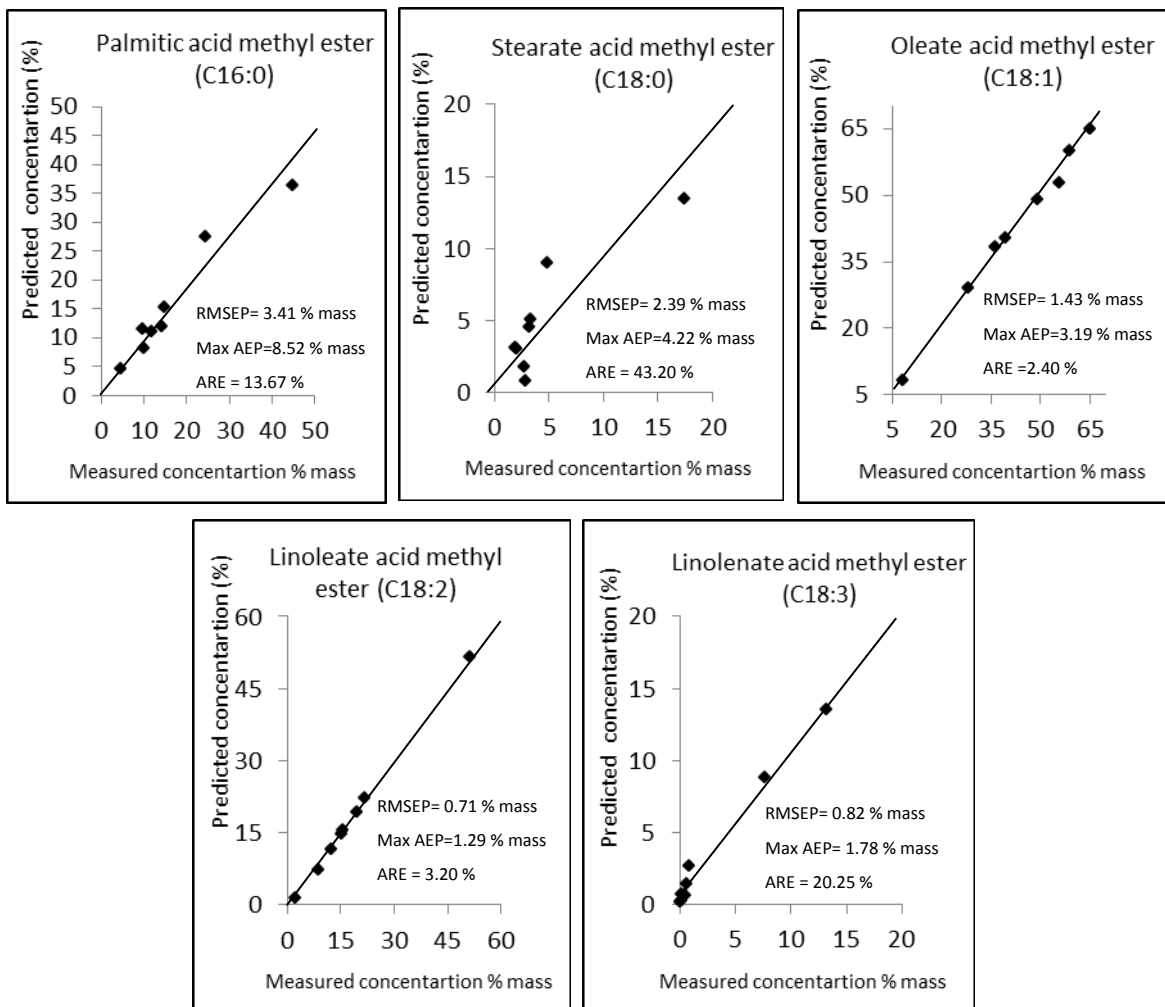 Palmitic acid methyl ester
(C16:0)
Predicted concentration (%)
50
45
40
35
30
25
20
15
10
5
0
RMSEP= 3.41 % mass
Max AEP=8.52 % mass
ARE = 13.67 %
0 10 20 30 40 50
Measured concentartion % mass
Stearate acid methyl ester
(C18:0)
Predicted concentartion (%)
20
15
10
5
0
RMSEP= 2.39 % mass
Max AEP=4.22 % mass
ARE = 43.20 %
0 5 10 15 20
Measured concentartion % mass
Oleate acid methyl ester
(C18:1)
Predicted concentartion (%)
65
50
35
20
5
RMSEP= 1.43 % mass
Max AEP=3.19 % mass
ARE =2.40 %
5 20 35 50 65
Measured concentartion % mass
Linoleate acid methyl
ester (C18:2)
Predicted concentartion (%)
60
45
30
15
0
RMSEP= 0.71 % mass
Max AEP=1.29 % mass
ARE = 3.20 %
0 15 30 45 60
Measured concentartion % mass
Linolenate acid methyl ester
(C18:3)
Predicted concentartion (%)
20
15
10
5
0
RMSEP= 0.82 % mass
Max AEP= 1.78 % mass
ARE = 20.25 %
0 5 10 15 20
Measured concentartion % mass